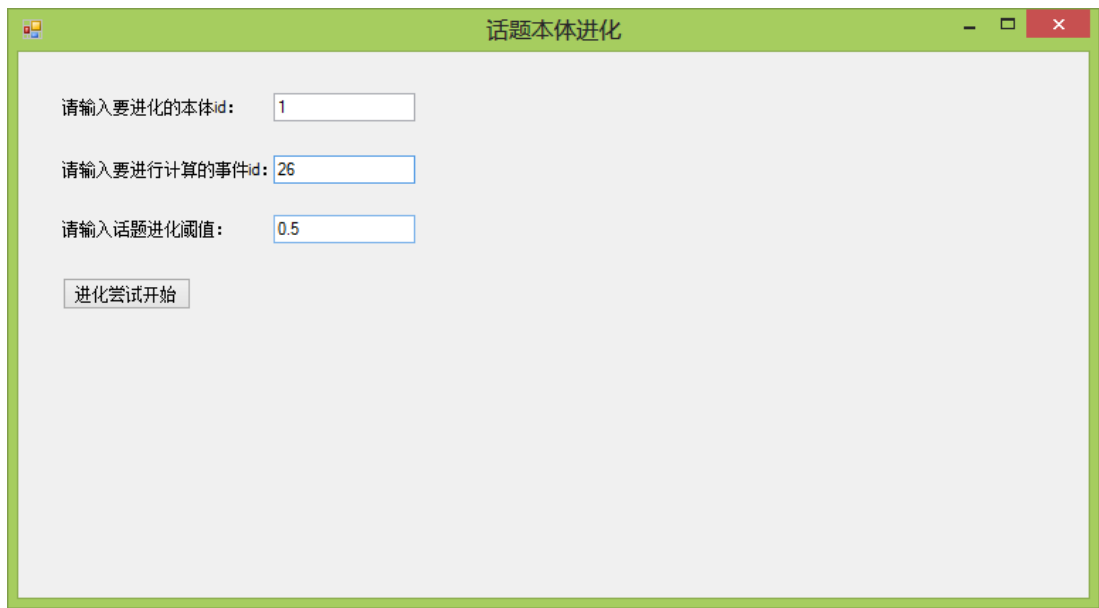 话题本体进化
请输入要进化的本体id： 1
请输入要进行计算的事件id： 26
请输入话题进化阈值： 0.5
进化尝试开始